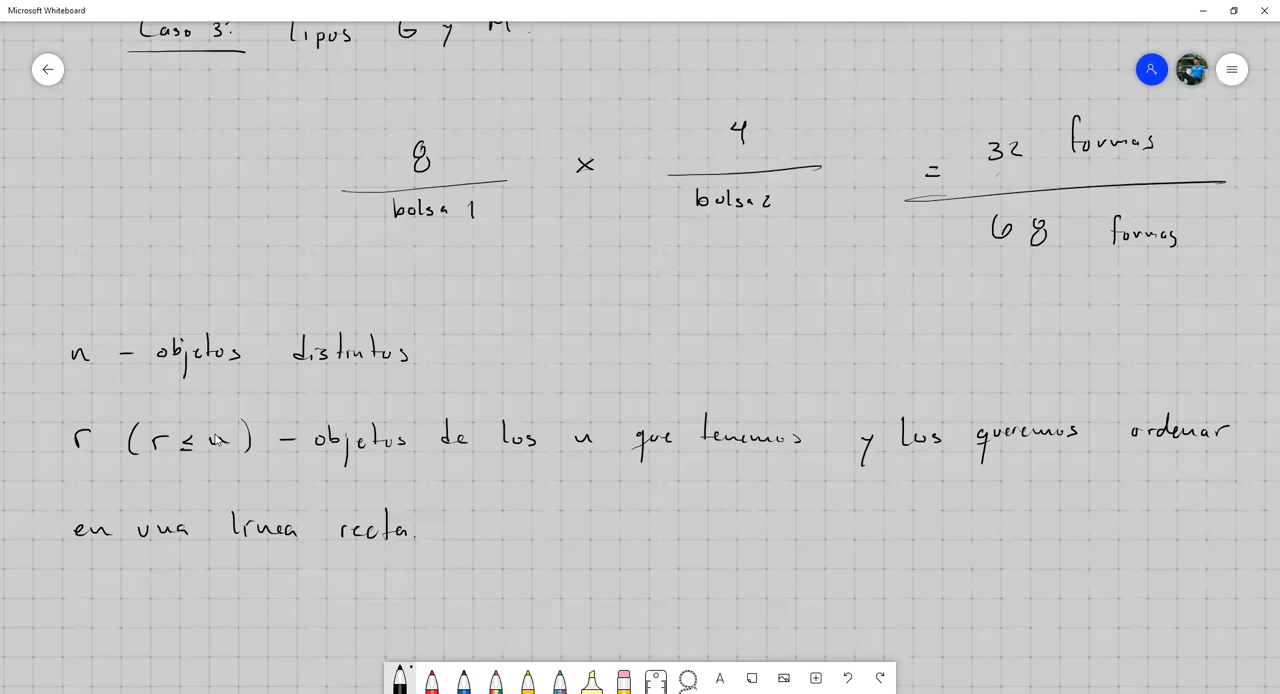 Microsoft Whiteboard
Caso 3: Tipos G y M.
8 x 4 = 32 formas
bolsa 1 bolsa 2
68 formas
n - objetos distintos
r (r ≤ n) - objetos de los n que tenemos y los queremos ordenar
en una línea recta.
A